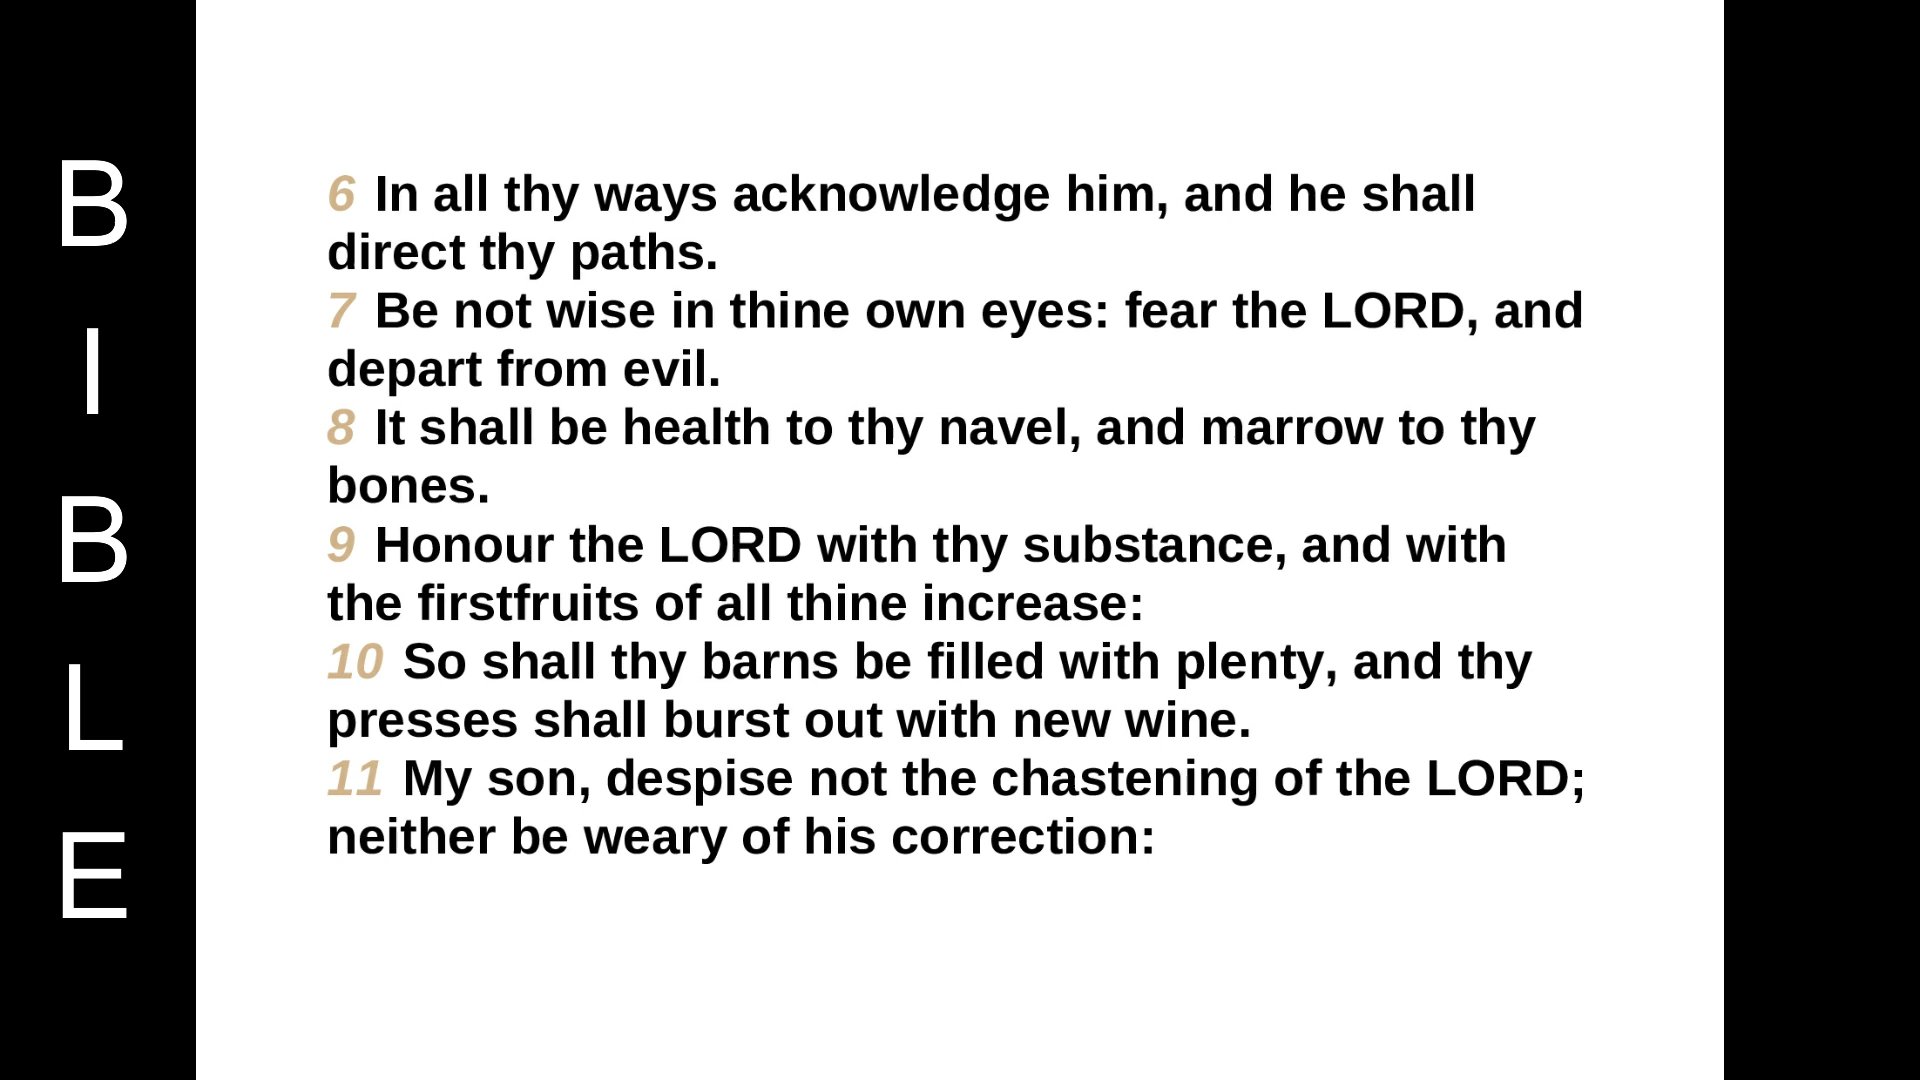 B
I
B
L
E
6 In all thy ways acknowledge him, and he shall
direct thy paths.
7 Be not wise in thine own eyes: fear the LORD, and
depart from evil.
8 It shall be health to thy navel, and marrow to thy
bones.
9 Honour the LORD with thy substance, and with
the firstfruits of all thine increase:
10 So shall thy barns be filled with plenty, and thy
presses shall burst out with new wine.
11 My son, despise not the chastening of the LORD;
neither be weary of his correction: